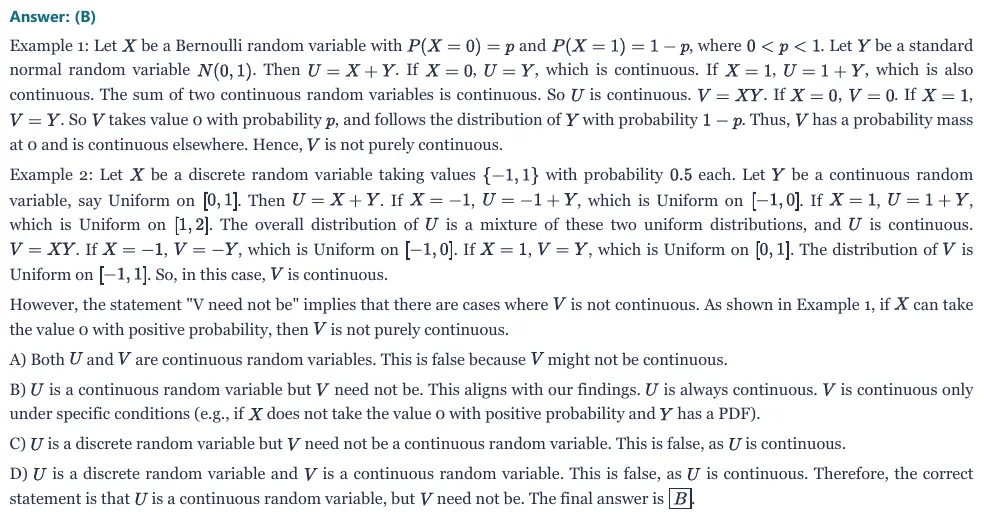 Answer: (B)
Example 1: Let X be a Bernoulli random variable with P(X = 0) = p and P(X = 1) = 1 − p, where 0 < p < 1. Let Y be a standard
normal random variable N(0, 1). Then U = X + Y. If X = 0, U = Y, which is continuous. If X = 1, U = 1 + Y, which is also
continuous. The sum of two continuous random variables is continuous. So U is continuous. V = XY. If X = 0, V = 0. If X = 1,
V = Y. So V takes value 0 with probability p, and follows the distribution of Y with probability 1 − p. Thus, V has a probability mass
at 0 and is continuous elsewhere. Hence, V is not purely continuous.
Example 2: Let X be a discrete random variable taking values {−1, 1} with probability 0.5 each. Let Y be a continuous random
variable, say Uniform on [0, 1]. Then U = X + Y. If X = −1, U = −1 + Y, which is Uniform on [−1, 0]. If X = 1, U = 1 + Y,
which is Uniform on [1, 2]. The overall distribution of U is a mixture of these two uniform distributions, and U is continuous.
V = XY. If X = −1, V = −Y, which is Uniform on [−1, 0]. If X = 1, V = Y, which is Uniform on [0, 1]. The distribution of V is
Uniform on [−1, 1]. So, in this case, V is continuous.
However, the statement "V need not be" implies that there are cases where V is not continuous. As shown in Example 1, if X can take
the value 0 with positive probability, then V is not purely continuous.
A) Both U and V are continuous random variables. This is false because V might not be continuous.
B) U is a continuous random variable but V need not be. This aligns with our findings. U is always continuous. V is continuous only
under specific conditions (e.g., if X does not take the value 0 with positive probability and Y has a PDF).
C) U is a discrete random variable but V need not be a continuous random variable. This is false, as U is continuous.
D) U is a discrete random variable and V is a continuous random variable. This is false, as U is continuous. Therefore, the correct
statement is that U is a continuous random variable, but V need not be. The final answer is B.